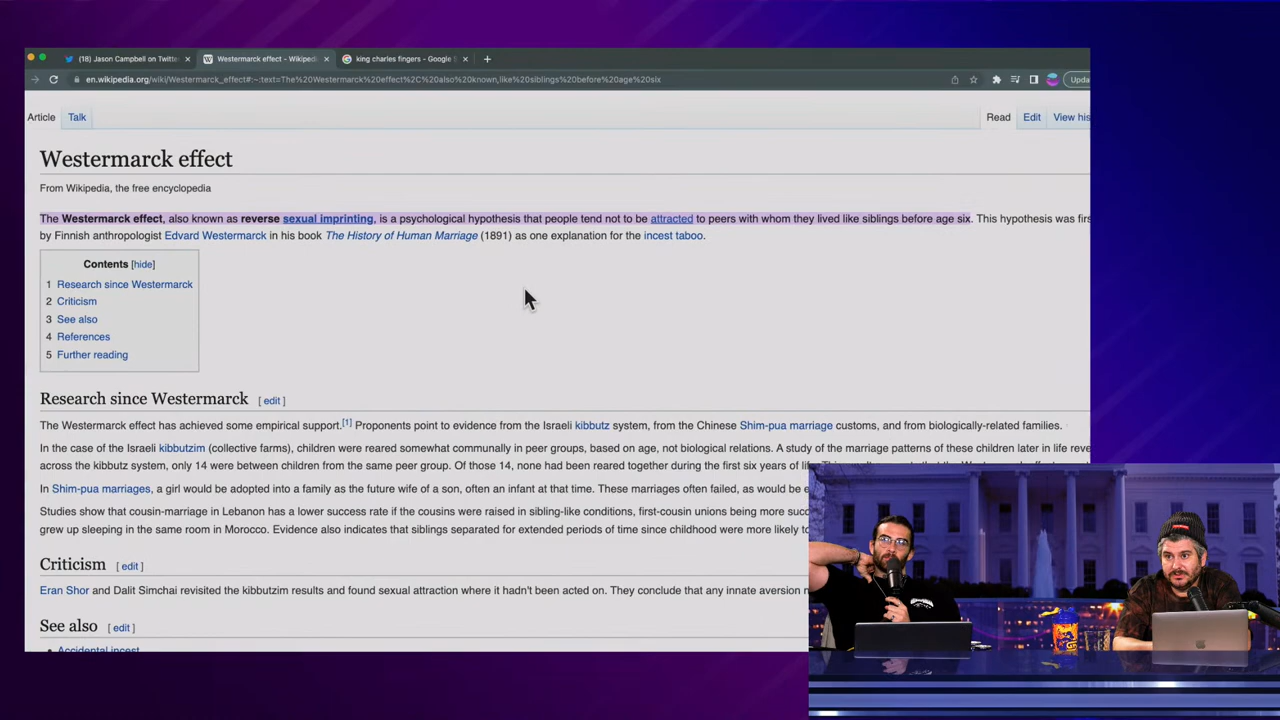 (18) Jason Campbell on Twitte
Westermarck effect - Wikiped
king charles fingers - Google S
en.wikipedia.org/wiki/Westermarck_effect#:~:text=The%20Westermarck%20effect%2C%20also%20known,like%20siblings%20before%20age%20six
Upda
Article Talk Read Edit View his
Westermarck effect
From Wikipedia, the free encyclopedia
The Westermarck effect, also known as reverse sexual imprinting, is a psychological hypothesis that people tend not to be attracted to peers with whom they lived like siblings before age six. This hypothesis was firs
by Finnish anthropologist Edvard Westermarck in his book The History of Human Marriage (1891) as one explanation for the incest taboo.
Contents [hide]
1 Research since Westermarck
2 Criticism
3 See also
4 References
5 Further reading
Research since Westermarck [ edit ]
The Westermarck effect has achieved some empirical support.[1] Proponents point to evidence from the Israeli kibbutz system, from the Chinese Shim-pua marriage customs, and from biologically-related families.
In the case of the Israeli kibbutzim (collective farms), children were reared somewhat communally in peer groups, based on age, not biological relations. A study of the marriage patterns of these children later in life reve
across the kibbutz system, only 14 were between children from the same peer group. Of those 14, none had been reared together during the first six years of life.
In Shim-pua marriages, a girl would be adopted into a family as the future wife of a son, often an infant at that time. These marriages often failed, as would be e
Studies show that cousin-marriage in Lebanon has a lower success rate if the cousins were raised in sibling-like conditions, first-cousin unions being more succ
grew up sleeping in the same room in Morocco. Evidence also indicates that siblings separated for extended periods of time since childhood were more likely to
Criticism [ edit ]
Eran Shor and Dalit Simchai revisited the kibbutzim results and found sexual attraction where it hadn't been acted on. They conclude that any innate aversion n
See also [ edit ]
Accidental incest